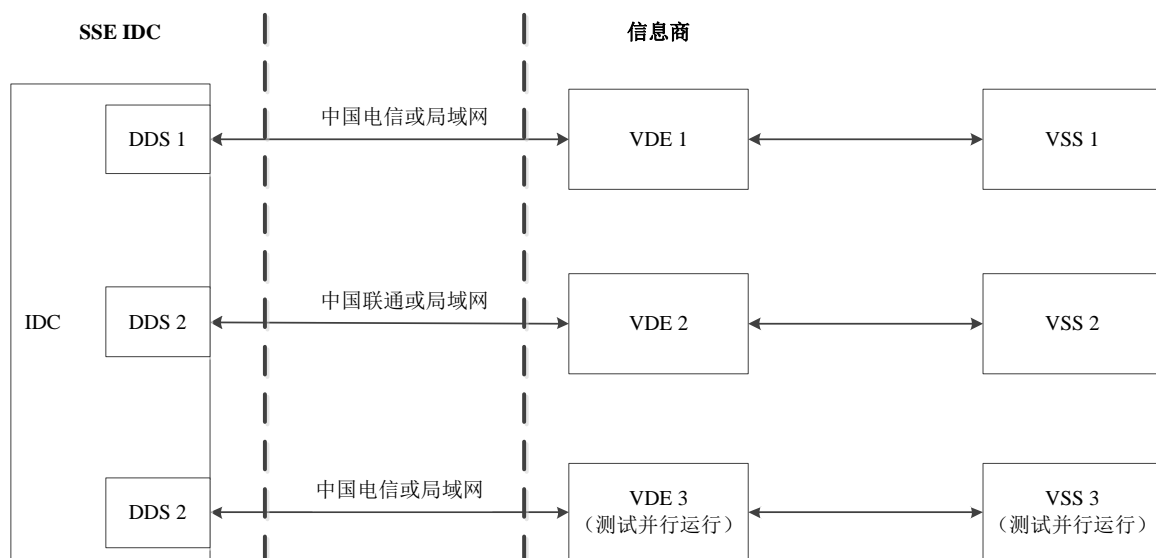 SSE IDC
信息商
DDS 1
中国电信或局域网
VDE 1
VSS 1
IDC
DDS 2
中国联通或局域网
VDE 2
VSS 2
DDS 2
中国电信或局域网
VDE 3
（测试并行运行）
VSS 3
（测试并行运行）